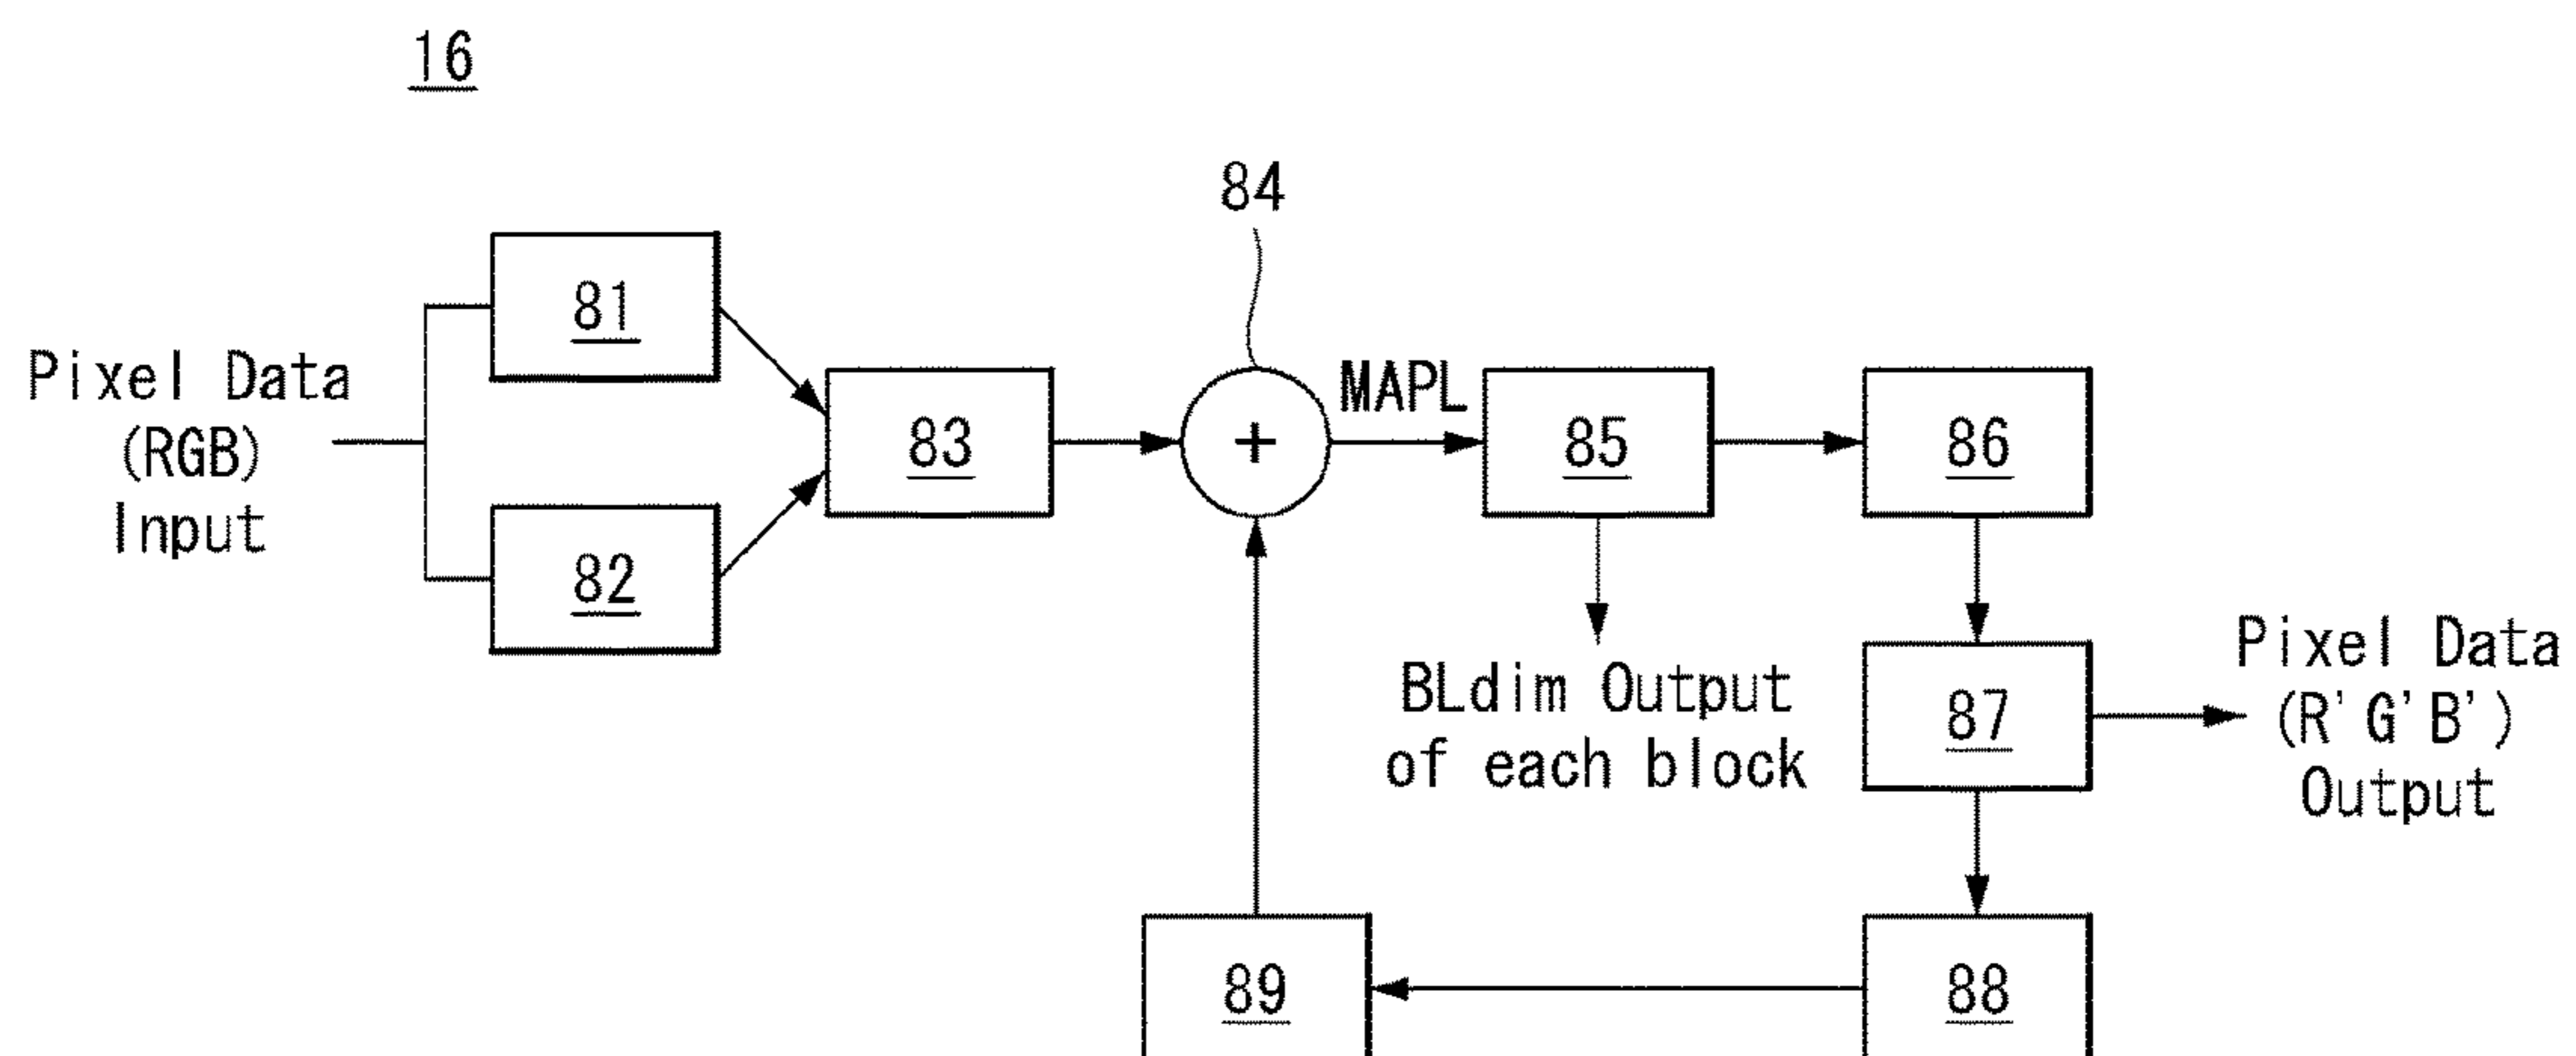 16
84
81
Pixel Data
(RGB)
Input
82
83
+
MAPL
85
86
BLdim Output
of each block
87
Pixel Data
(R'G'B')
Output
89
88